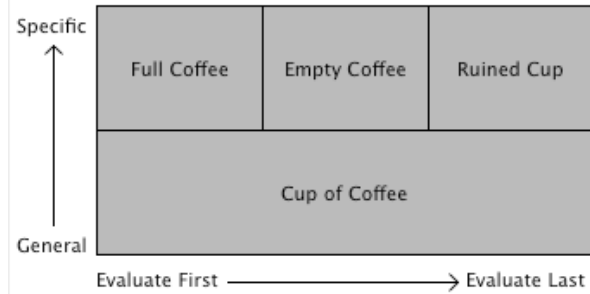 Specific
Full Coffee
Empty Coffee
Ruined Cup
Cup of Coffee
General
Evaluate First
Evaluate Last